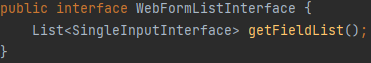 public interface WebFormListInterface {
    List<SingleInputInterface> getFieldList();
}